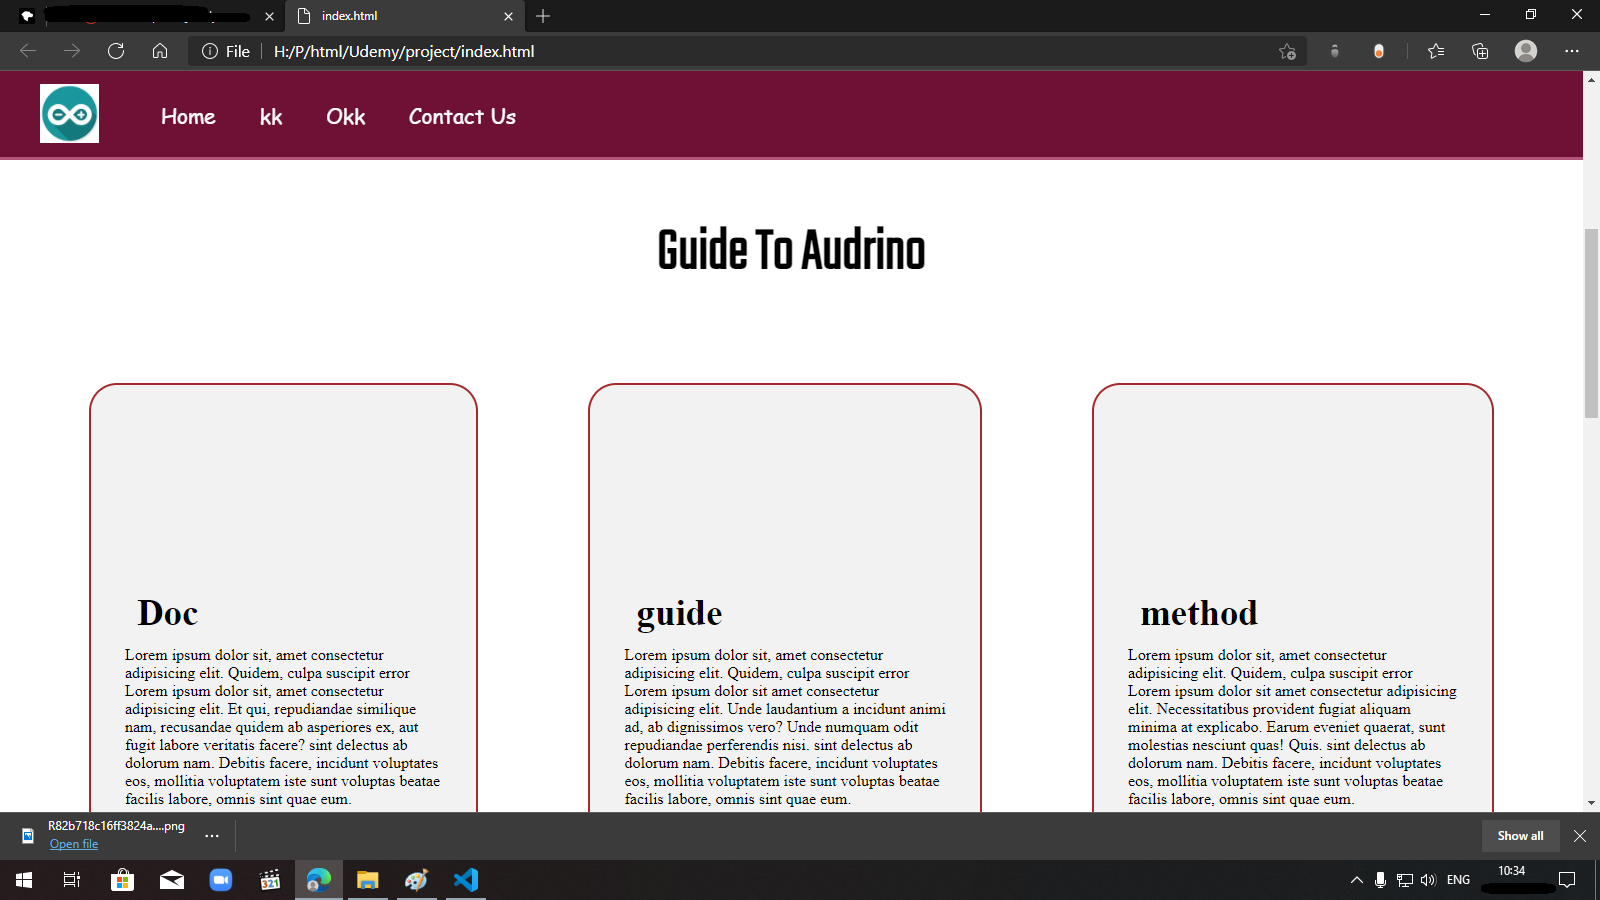 index.html
File
H:/P/html/Udemy/project/index.html
Home kk Okk Contact Us
Guide To Audrino
Doc
Lorem ipsum dolor sit, amet consectetur
adipisicing elit. Quidem, culpa suscipit error
Lorem ipsum dolor sit, amet consectetur
adipisicing elit. Et qui, repudiandae similique
nam, recusandae quidem ab asperiores ex, aut
fugit labore veritatis facere? sint delectus ab
dolorum nam. Debitis facere, incidunt voluptates
eos, mollitia voluptatem iste sunt voluptas beatae
facilis labore, omnis sint quae eum.
guide
Lorem ipsum dolor sit, amet consectetur
adipisicing elit. Quidem, culpa suscipit error
Lorem ipsum dolor sit amet consectetur
adipisicing elit. Unde laudantium a incidunt animi
ad, ab dignissimos vero? Unde numquam odit
repudiandae perferendis nisi. sint delectus ab
dolorum nam. Debitis facere, incidunt voluptates
eos, mollitia voluptatem iste sunt voluptas beatae
facilis labore, omnis sint quae eum.
method
Lorem ipsum dolor sit, amet consectetur
adipisicing elit. Quidem, culpa suscipit error
Lorem ipsum dolor sit amet consectetur adipisicing
elit. Necessitatibus provident fugiat aliquam
minima at explicabo. Earum eveniet quaerat, sunt
molestias nesciunt quas! Quis. sint delectus ab
dolorum nam. Debitis facere, incidunt voluptates
eos, mollitia voluptatem iste sunt voluptas beatae
facilis labore, omnis sint quae eum.
R82b718c16ff3824a....png
Open file
Show all
321
ENG
10:34